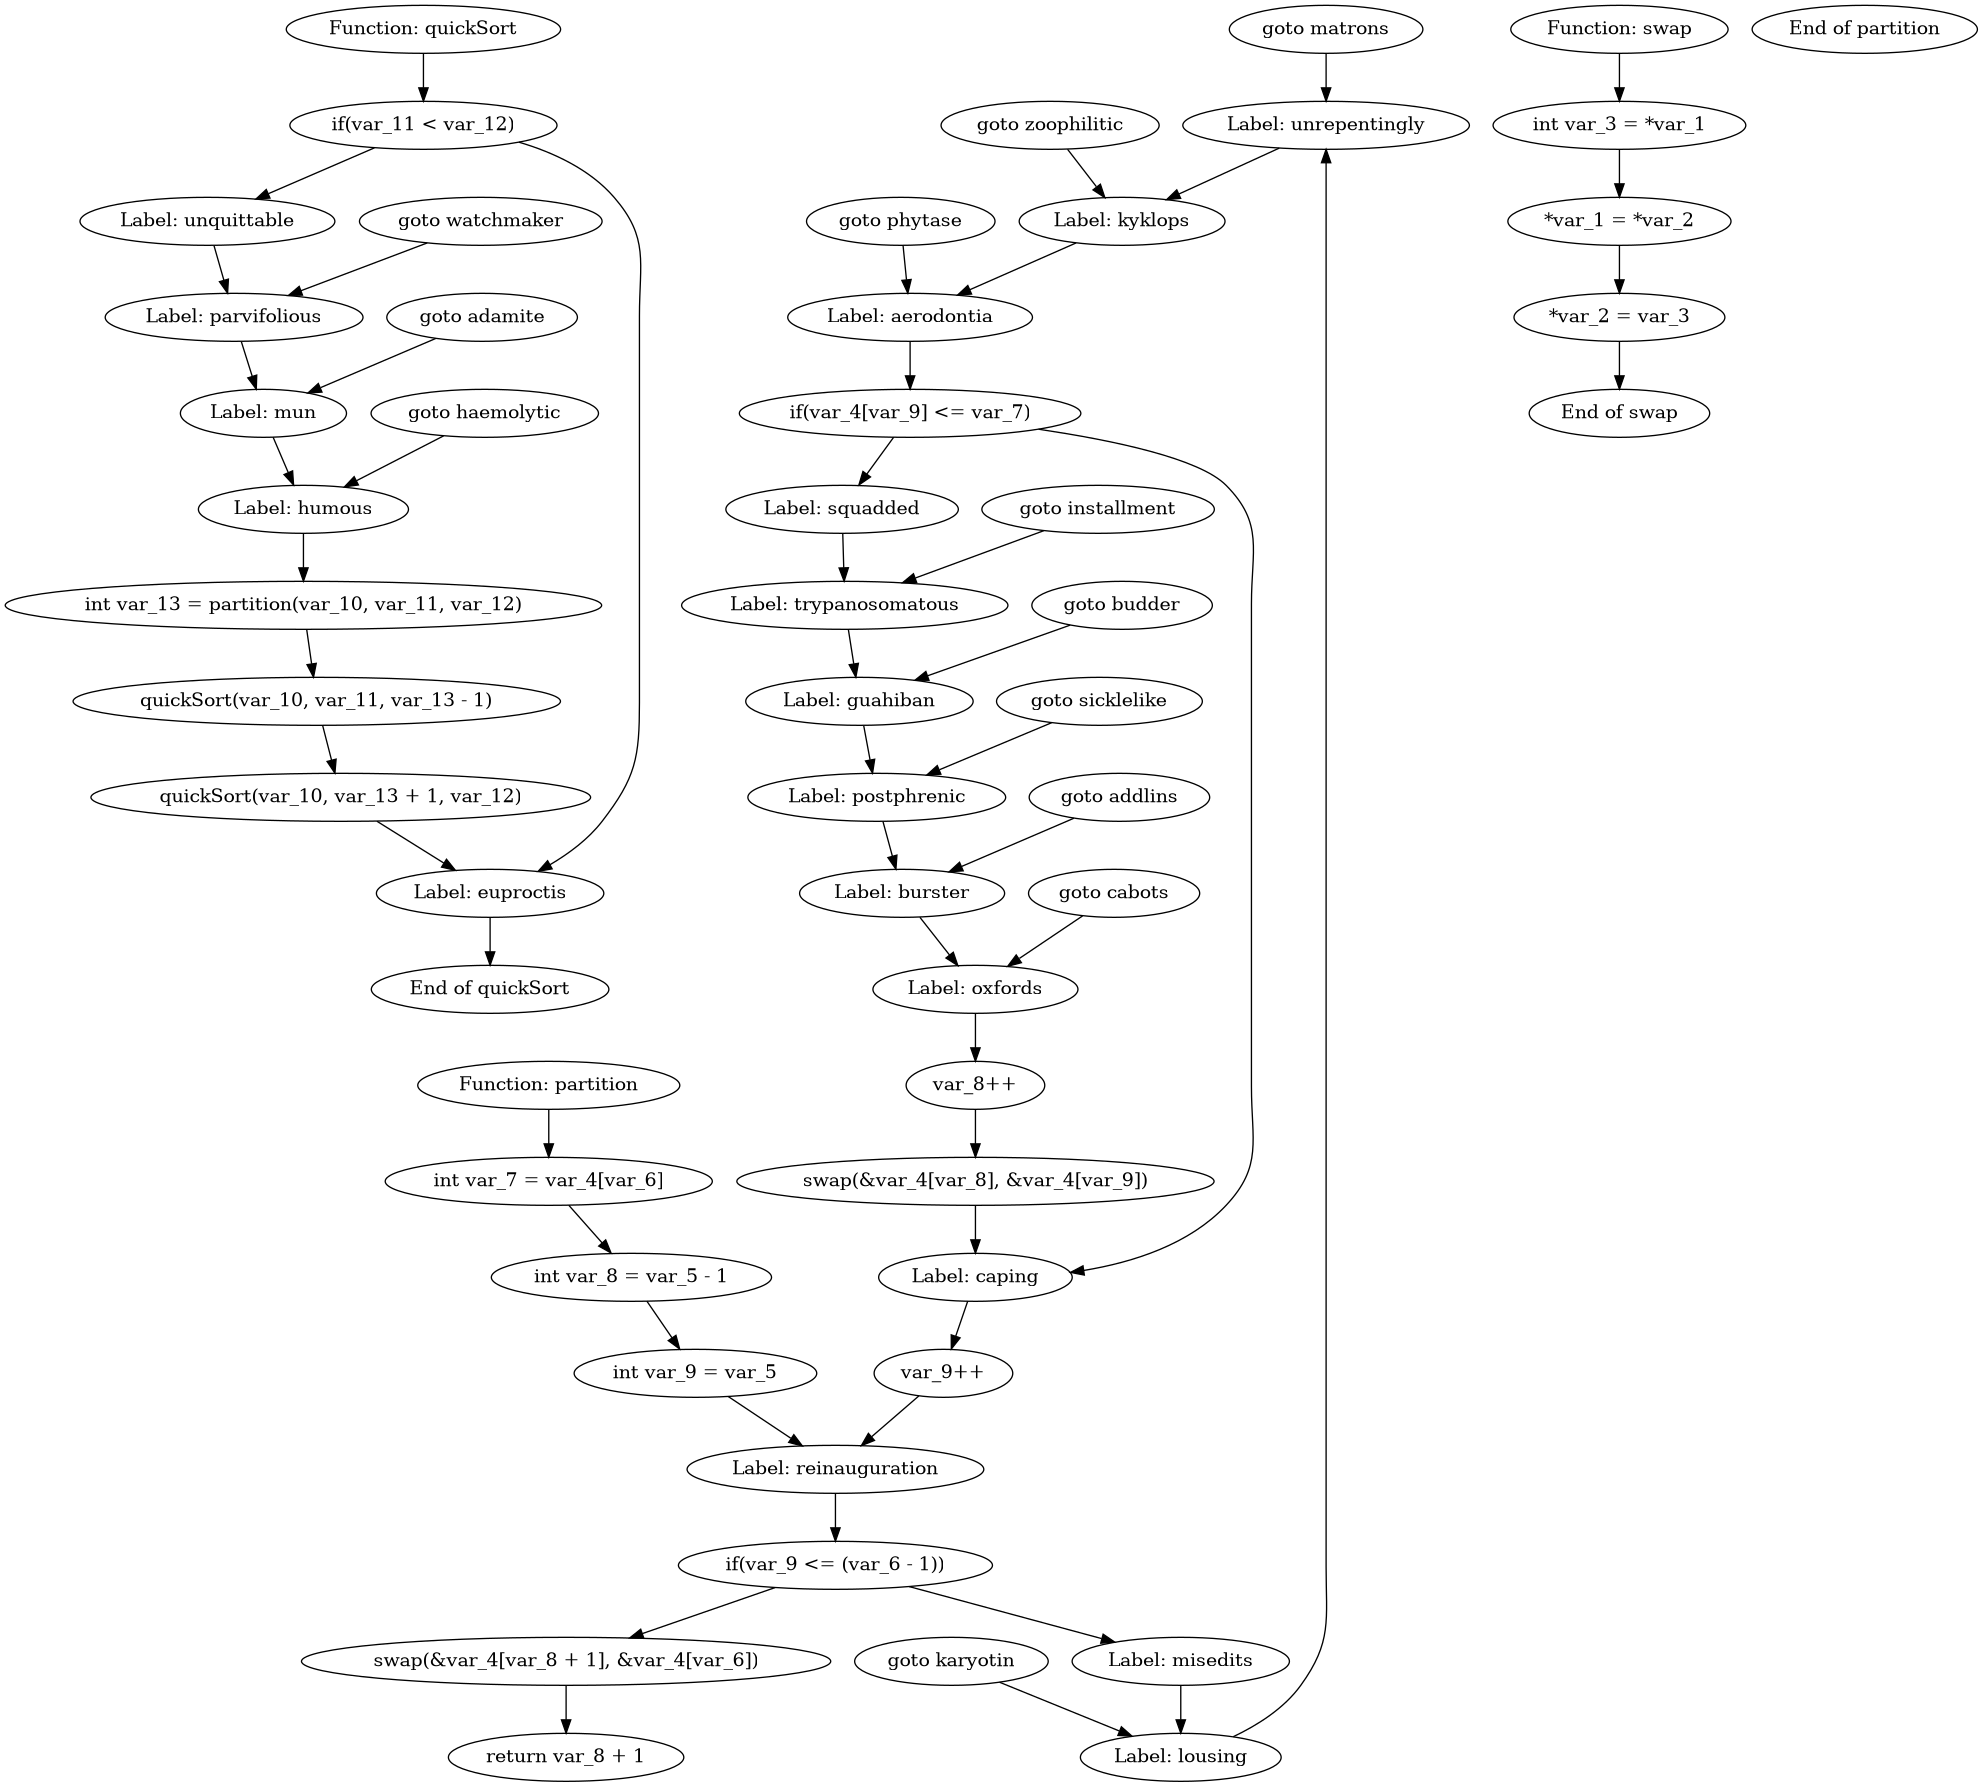 Function: quickSort
goto matrons
Function: swap
End of partition
if(var_11 < var_12)
goto zoophilitic
Label: unrepentingly
int var_3 = *var_1
Label: unquittable
goto watchmaker
goto phytase
Label: kyklops
*var_1 = *var_2
Label: parvifolious
goto adamite
Label: aerodontia
*var_2 = var_3
Label: mun
goto haemolytic
if(var_4[var_9] <= var_7)
End of swap
Label: humous
Label: squadded
goto installment
int var_13 = partition(var_10, var_11, var_12)
Label: trypanosomatous
goto budder
quickSort(var_10, var_11, var_13 - 1)
Label: guahiban
goto sicklelike
quickSort(var_10, var_13 + 1, var_12)
Label: postphrenic
goto addlins
Label: euproctis
Label: burster
goto cabots
End of quickSort
Label: oxfords
Function: partition
var_8++
int var_7 = var_4[var_6]
swap(&var_4[var_8], &var_4[var_9])
int var_8 = var_5 - 1
Label: caping
int var_9 = var_5
var_9++
Label: reinauguration
if(var_9 <= (var_6 - 1))
swap(&var_4[var_8 + 1], &var_4[var_6])
goto karyotin
Label: misedits
return var_8 + 1
Label: lousing